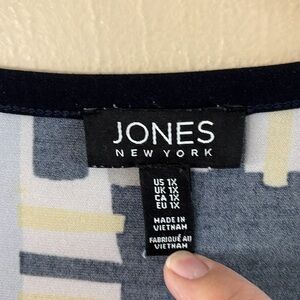 JONES
NEW YORK
US 1X
UK 1X
CA 1X
EU 1X
MADE IN
VIETNAM
FABRIQUÉ AU
VIETNAM